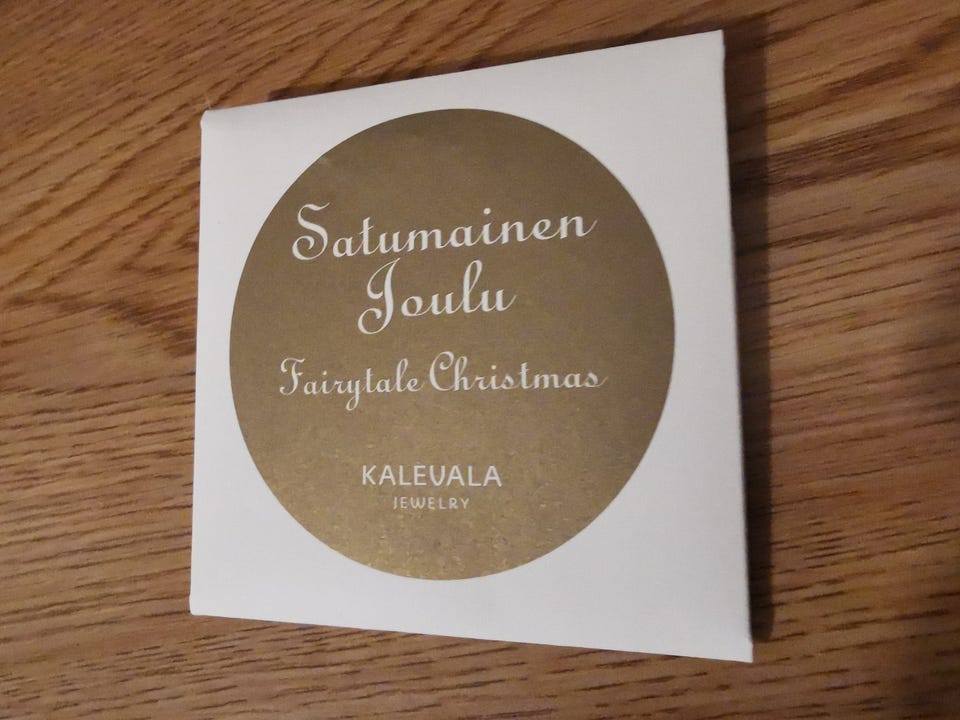 Satumainen
Joulu
Fairytale Christmas
KALEVALA
JEWELRY